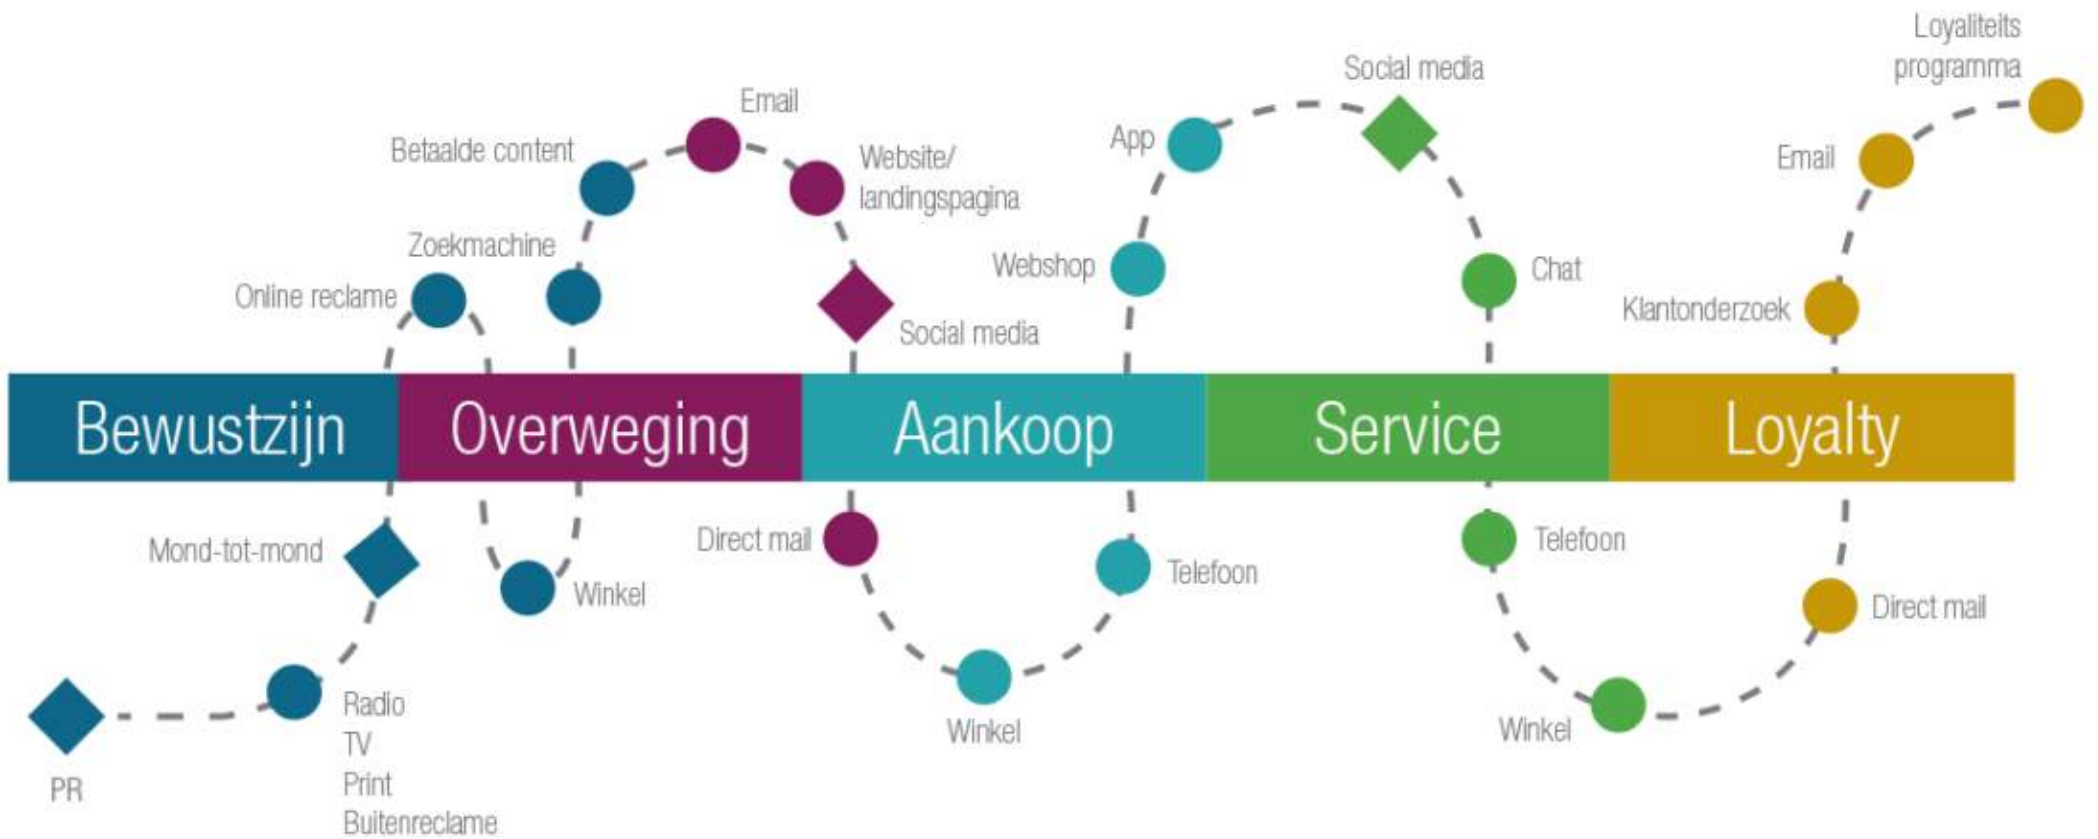 Loyaliteits
programma
Social media
Email
App
Betaalde content
Website/
landingspagina
Email
Zoekmachine
Webshop
Chat
Online reclame
Klantonderzoek
Social media
Bewustzijn
Overweging
Aankoop
Service
Loyalty
Mond-tot-mond
Direct mail
Telefoon
Telefoon
Winkel
Direct mail
Radio
TV
Print
Buitenreclame
Winkel
Winkel
PR